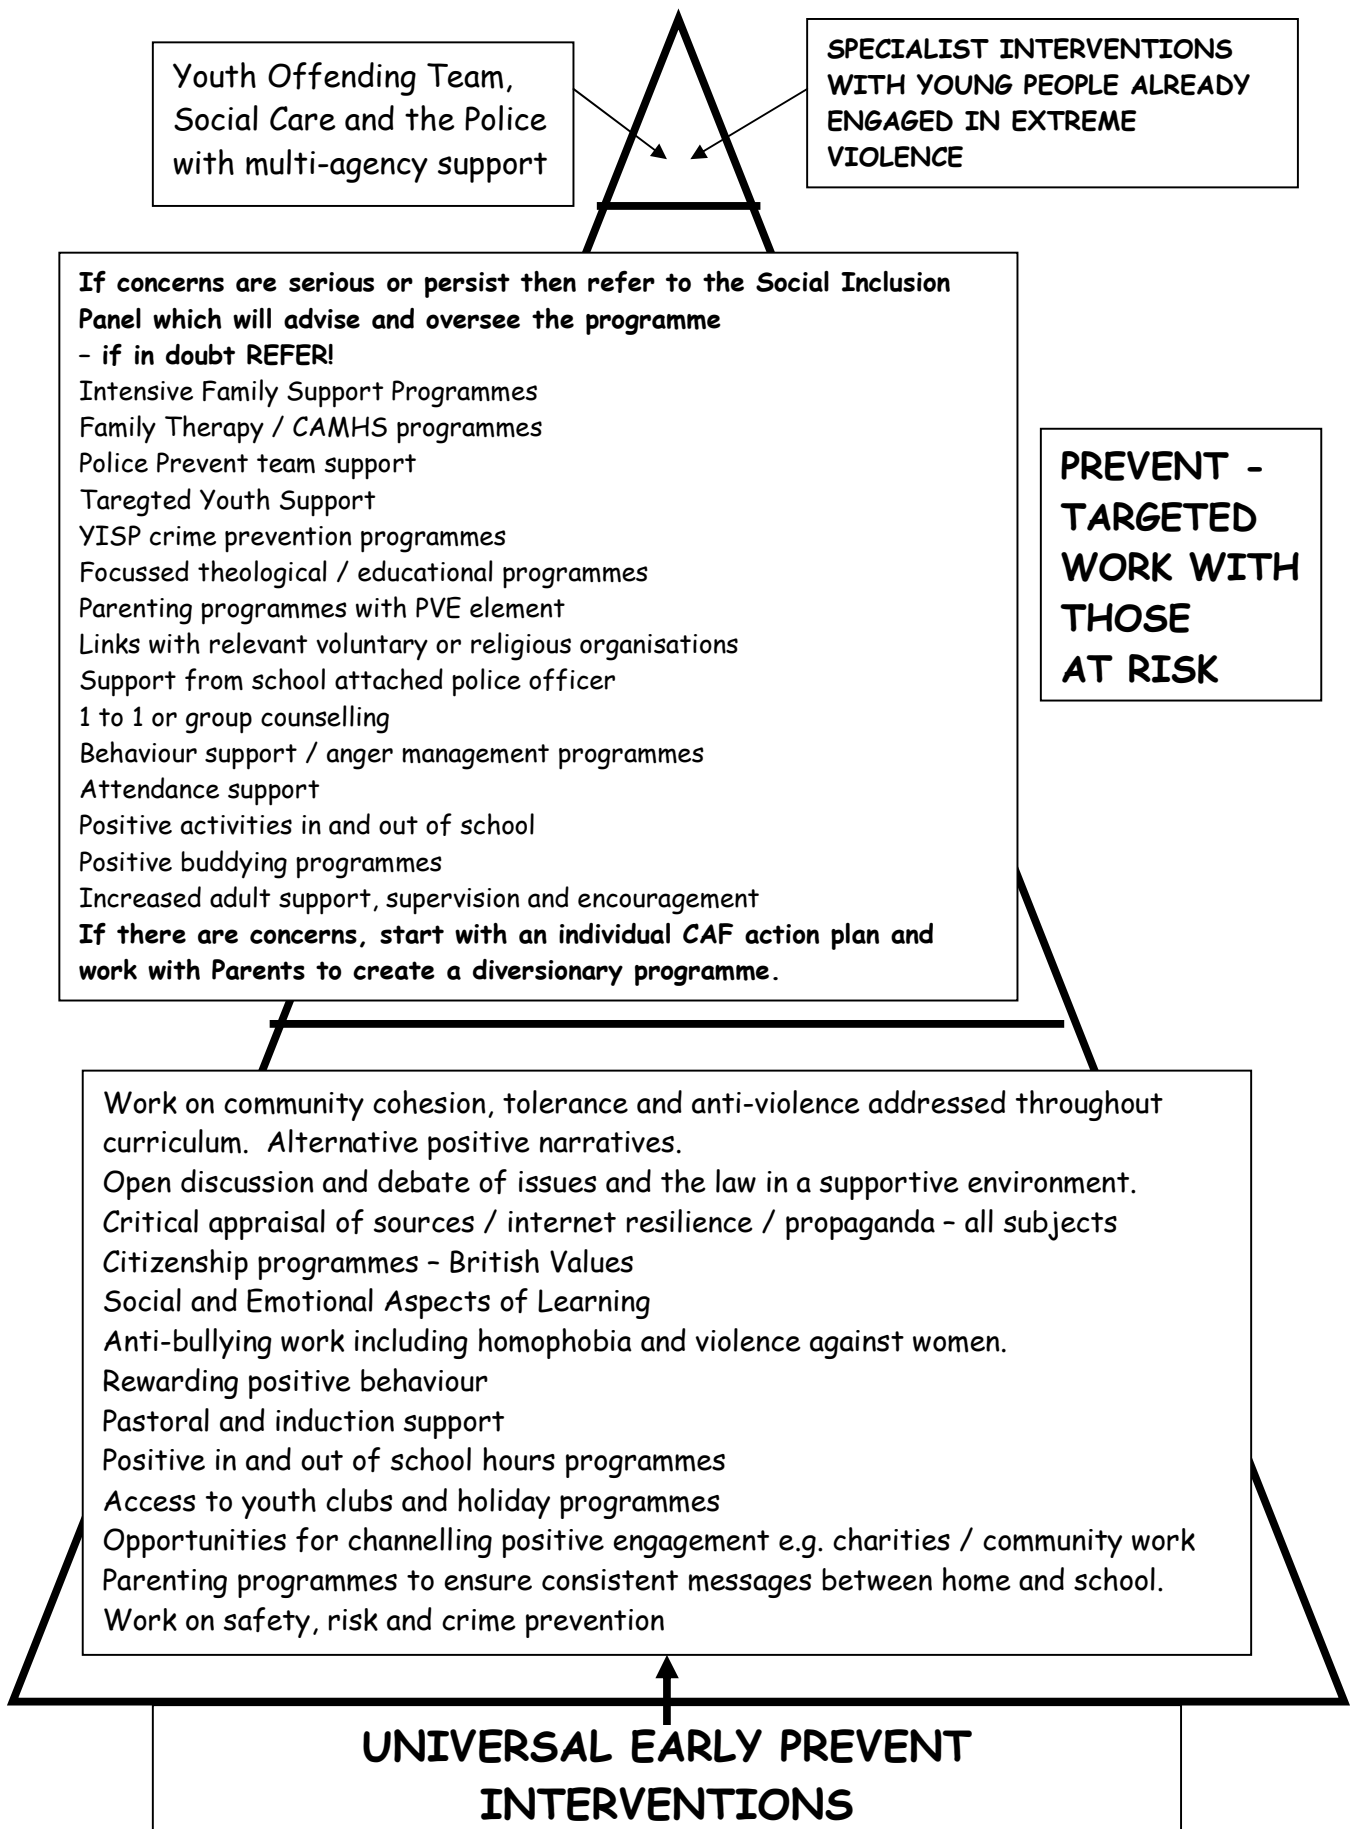 Youth Offending Team,
Social Care and the Police
with multi-agency support
SPECIALIST INTERVENTIONS
WITH YOUNG PEOPLE ALREADY
ENGAGED IN EXTREME
VIOLENCE
If concerns are serious or persist then refer to the Social Inclusion
Panel which will advise and oversee the programme
– if in doubt REFER!
Intensive Family Support Programmes
Family Therapy / CAMHS programmes
Police Prevent team support
Taregted Youth Support
YISP crime prevention programmes
Focussed theological / educational programmes
Parenting programmes with PVE element
Links with relevant voluntary or religious organisations
Support from school attached police officer
1 to 1 or group counselling
Behaviour support / anger management programmes
Attendance support
Positive activities in and out of school
Positive buddying programmes
Increased adult support, supervision and encouragement
If there are concerns, start with an individual CAF action plan and
work with Parents to create a diversionary programme.
PREVENT -
TARGETED
WORK WITH
THOSE
AT RISK
Work on community cohesion, tolerance and anti-violence addressed throughout
curriculum.  Alternative positive narratives.
Open discussion and debate of issues and the law in a supportive environment.
Critical appraisal of sources / internet resilience / propaganda – all subjects
Citizenship programmes – British Values
Social and Emotional Aspects of Learning
Anti-bullying work including homophobia and violence against women.
Rewarding positive behaviour
Pastoral and induction support
Positive in and out of school hours programmes
Access to youth clubs and holiday programmes
Opportunities for channelling positive engagement e.g. charities / community work
Parenting programmes to ensure consistent messages between home and school.
Work on safety, risk and crime prevention
UNIVERSAL EARLY PREVENT
INTERVENTIONS